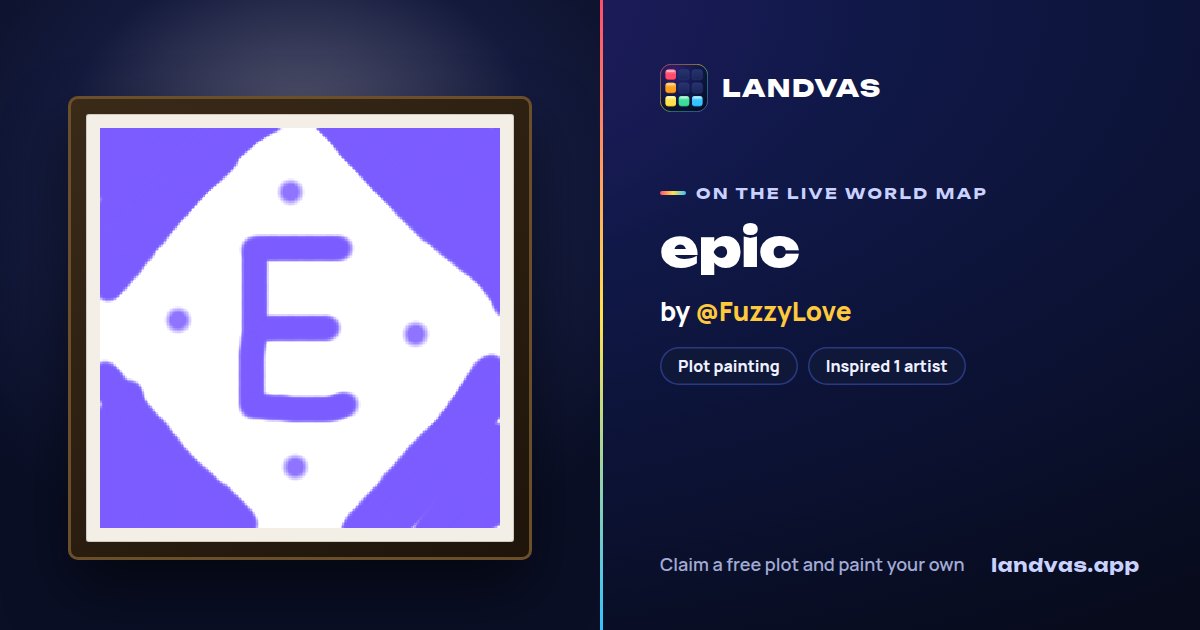 E
LANDVAS
ON THE LIVE WORLD MAP
epic
by @FuzzyLove
Plot painting
Inspired 1 artist
Claim a free plot and paint your own
landvas.app